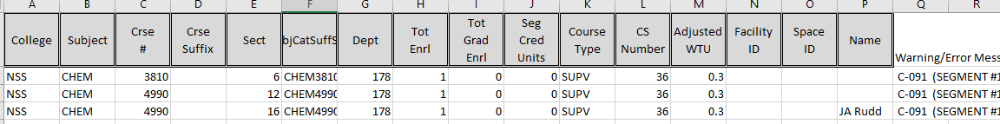 A B C D E F G H I J K L M N O P Q R
College Subject Crse # Crse Suffix Sect bjCatSuffS Dept Tot Enrl Tot Grad Enrl Seg Cred Units Course Type CS Number Adjusted WTU Facility ID Space ID Name Warning/Error Mess
NSS CHEM 3810 6 CHEM3810 178 1 0 0 SUPV 36 0.3 C-091 (SEGMENT #1
NSS CHEM 4990 12 CHEM4990 178 1 0 0 SUPV 36 0.3 C-091 (SEGMENT #1
NSS CHEM 4990 16 CHEM4990 178 1 0 0 SUPV 36 0.3 JA Rudd C-091 (SEGMENT #1